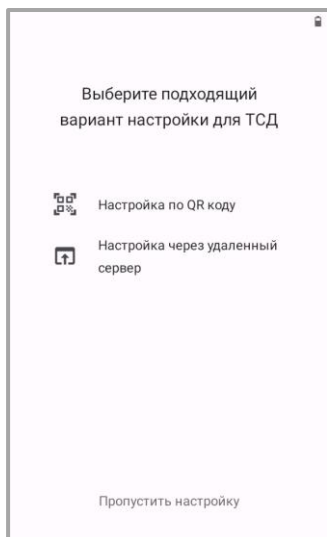 Выберите подходящий
вариант настройки для ТСД
Настройка по QR коду
Настройка через удаленный
сервер
Пропустить настройку